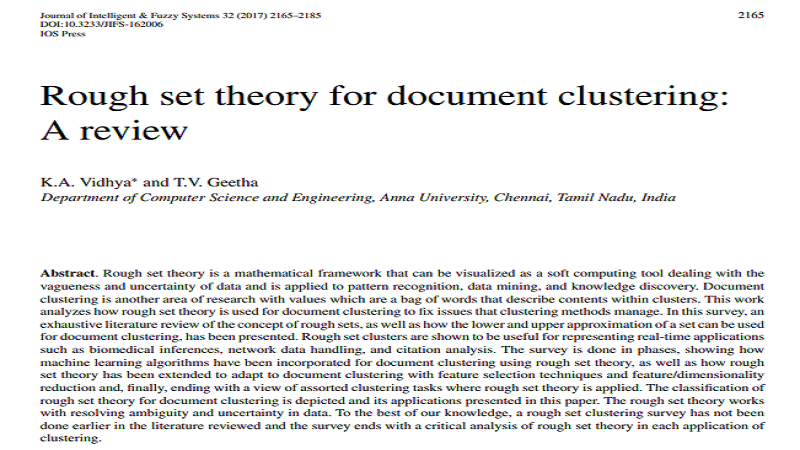 Journal of Intelligent & Fuzzy Systems 32 (2017) 2165–2185
DOI:10.3233/JIFS-162006
IOS Press
2165
Rough set theory for document clustering:
A review
K.A. Vidhya* and T.V. Geetha
Department of Computer Science and Engineering, Anna University, Chennai, Tamil Nadu, India
Abstract. Rough set theory is a mathematical framework that can be visualized as a soft computing tool dealing with the
vagueness and uncertainty of data and is applied to pattern recognition, data mining, and knowledge discovery. Document
clustering is another area of research with values which are a bag of words that describe contents within clusters. This work
analyzes how rough set theory is used for document clustering to fix issues that clustering methods manage. In this survey, an
exhaustive literature review of the concept of rough sets, as well as how the lower and upper approximation of a set can be used
for document clustering, has been presented. Rough set clusters are shown to be useful for representing real-time applications
such as biomedical inferences, network data handling, and citation analysis. The survey is done in phases, showing how
machine learning algorithms have been incorporated for document clustering using rough set theory, as well as how rough
set theory has been extended to adapt to document clustering with feature selection techniques and feature/dimensionality
reduction and, finally, ending with a view of assorted clustering tasks where rough set theory is applied. The classification of
rough set theory for document clustering is depicted and its applications presented in this paper. The rough set theory works
with resolving ambiguity and uncertainty in data. To the best of our knowledge, a rough set clustering survey has not been
done earlier in the literature reviewed and the survey ends with a critical analysis of rough set theory in each application of
clustering.